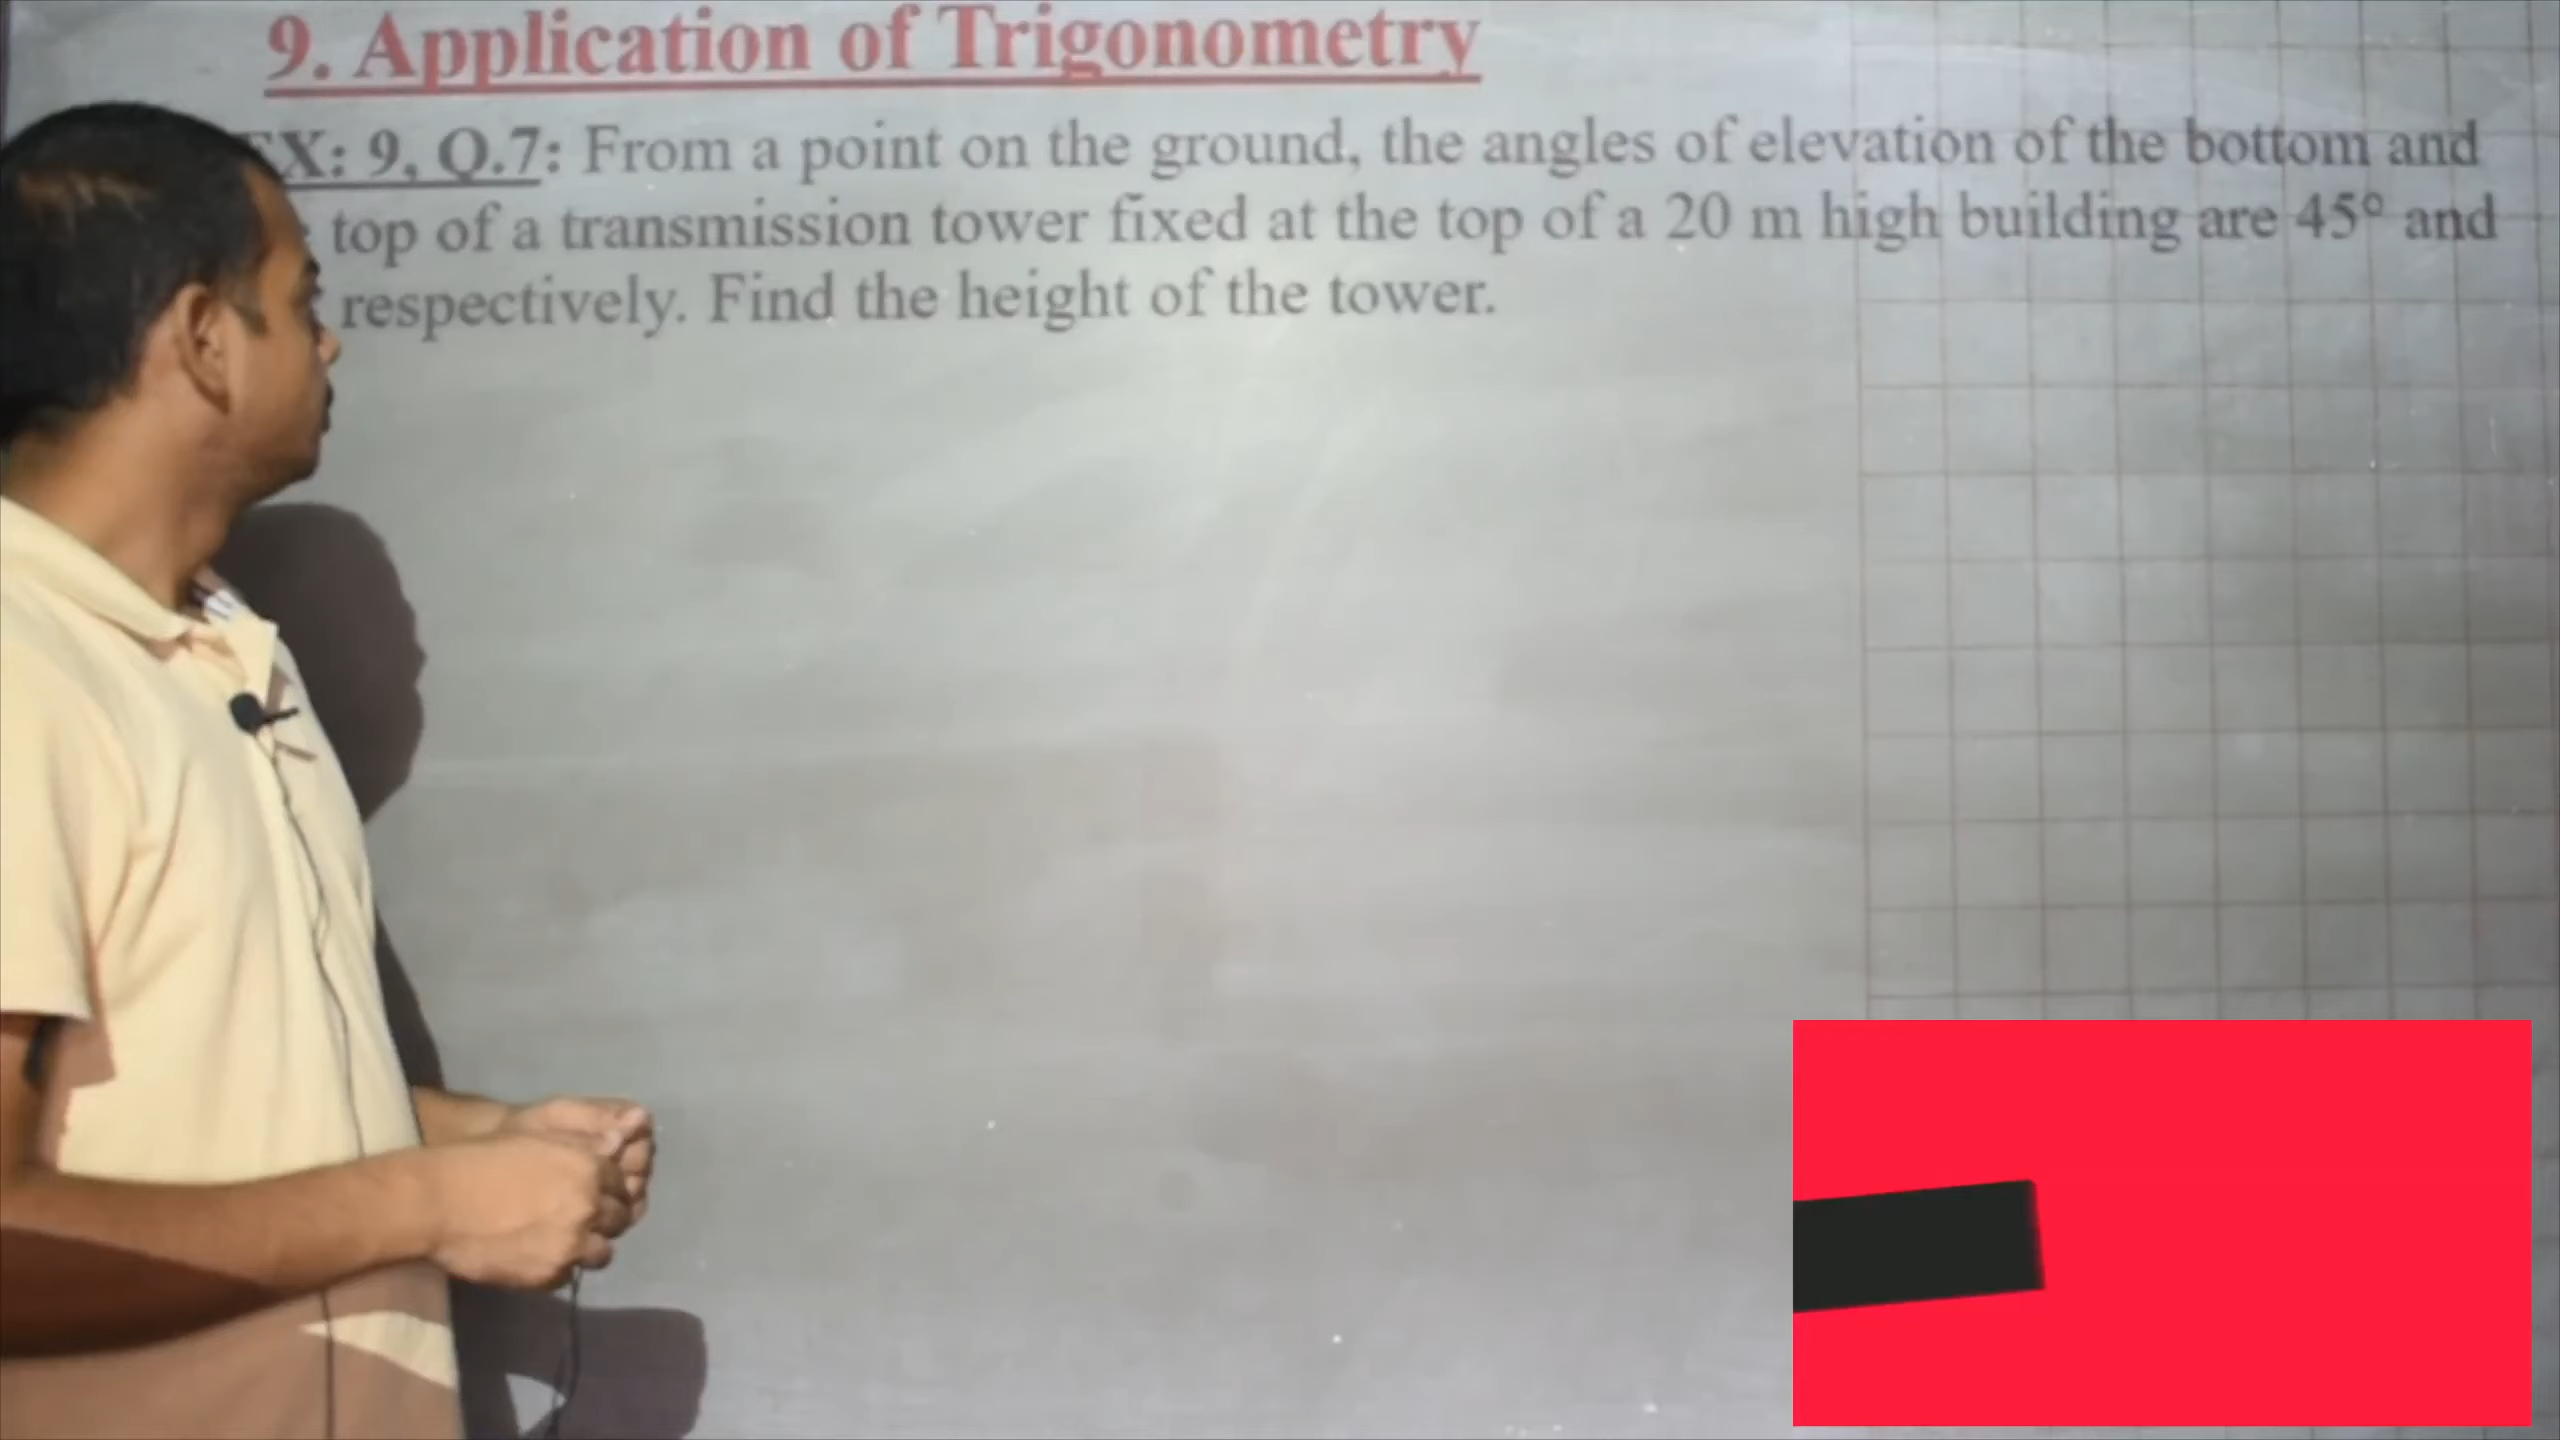 9. Application of Trigonometry
EX: 9, Q.7: From a point on the ground, the angles of elevation of the bottom and
top of a transmission tower fixed at the top of a 20 m high building are 45° and
respectively. Find the height of the tower.